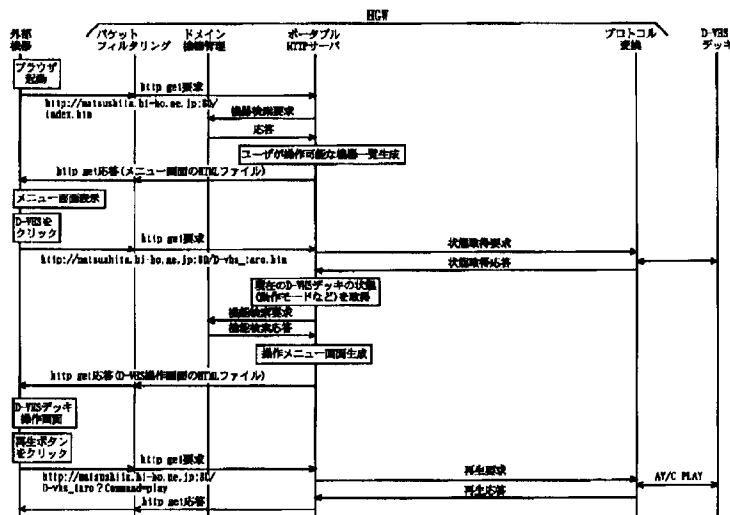 HGW
外部
機器
パケット
フィルタリング
ドメイン
機器管理
ポータブル
HTTPサーバ
プロトコル
変換
D-VHS
デッキ
ブラウザ
起動
http get要求
http://matsushita.hi-ho.ne.jp:80/
index.htm
機器検索要求
応答
ユーザが操作可能な機器一覧生成
http get応答(メニュー画面のHTMLファイル)
メニュー画面表示
D-VHSを
クリック
http get要求
http://matsushita.hi-ho.ne.jp:80/D-vhs_taro.htm
状態取得要求
状態取得応答
現在のD-VHSデッキの状態
(動作モードなど)を取得
機能検索要求
機能検索応答
操作メニュー画面生成
http get応答(D-VHS操作画面のHTMLファイル)
D-VHSデッキ
操作画面
再生ボタン
をクリック
http get要求
http://matsushita.hi-ho.ne.jp:80/
D-vhs_taro?Command=play
再生要求
AV/C PLAY
再生応答
http get応答